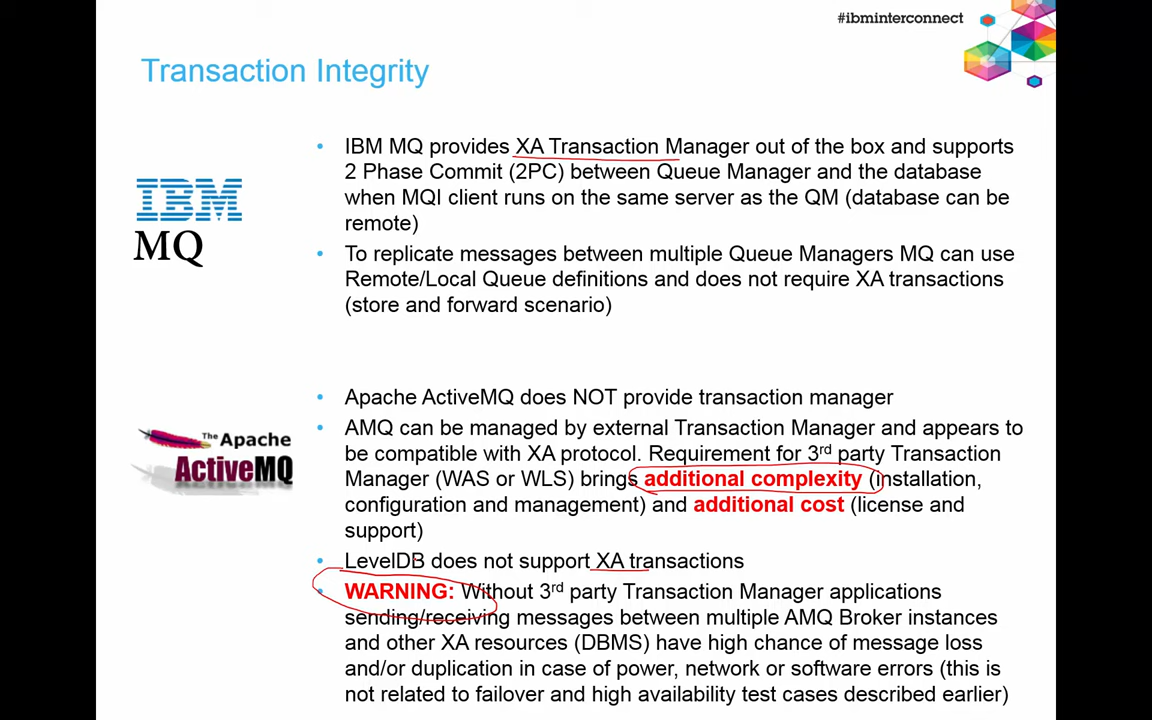 #ibminterconnect
Transaction Integrity
• IBM MQ provides XA Transaction Manager out of the box and supports
2 Phase Commit (2PC) between Queue Manager and the database
when MQI client runs on the same server as the QM (database can be
remote)
• To replicate messages between multiple Queue Managers MQ can use
Remote/Local Queue definitions and does not require XA transactions
(store and forward scenario)
IBM
MQ
• Apache ActiveMQ does NOT provide transaction manager
• AMQ can be managed by external Transaction Manager and appears to
be compatible with XA protocol. Requirement for 3rd party Transaction
Manager (WAS or WLS) brings additional complexity (installation,
configuration and management) and additional cost (license and
support)
• LevelDB does not support XA transactions
• WARNING: Without 3rd party Transaction Manager applications
sending/receiving messages between multiple AMQ Broker instances
and other XA resources (DBMS) have high chance of message loss
and/or duplication in case of power, network or software errors (this is
not related to failover and high availability test cases described earlier)
The Apache
ActiveMQ